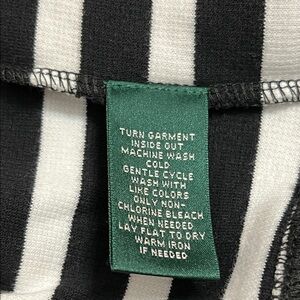 TURN GARMENT
INSIDE OUT
MACHINE WASH
COLD
GENTLE CYCLE
WASH WITH
LIKE COLORS
ONLY NON-
CHLORINE BLEACH
WHEN NEEDED
LAY FLAT TO DRY
WARM IRON
IF NEEDED